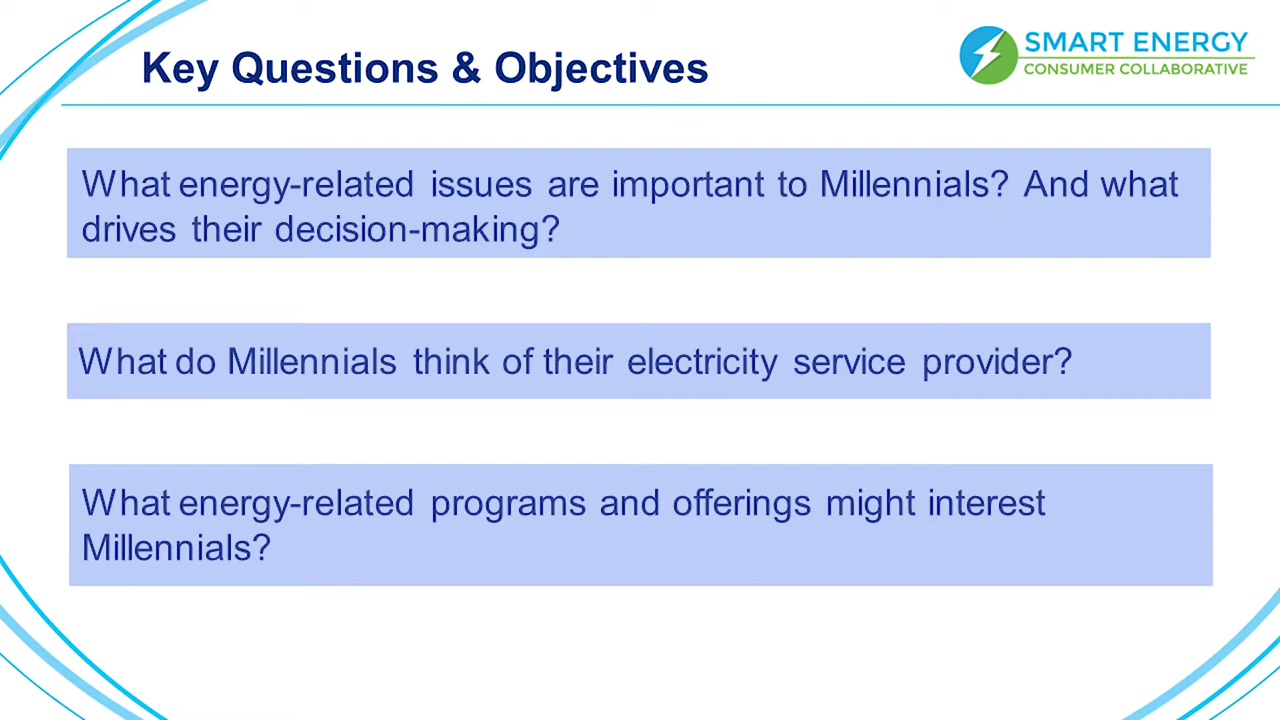 Key Questions & Objectives
SMART ENERGY
CONSUMER COLLABORATIVE
What energy-related issues are important to Millennials? And what
drives their decision-making?
What do Millennials think of their electricity service provider?
What energy-related programs and offerings might interest
Millennials?